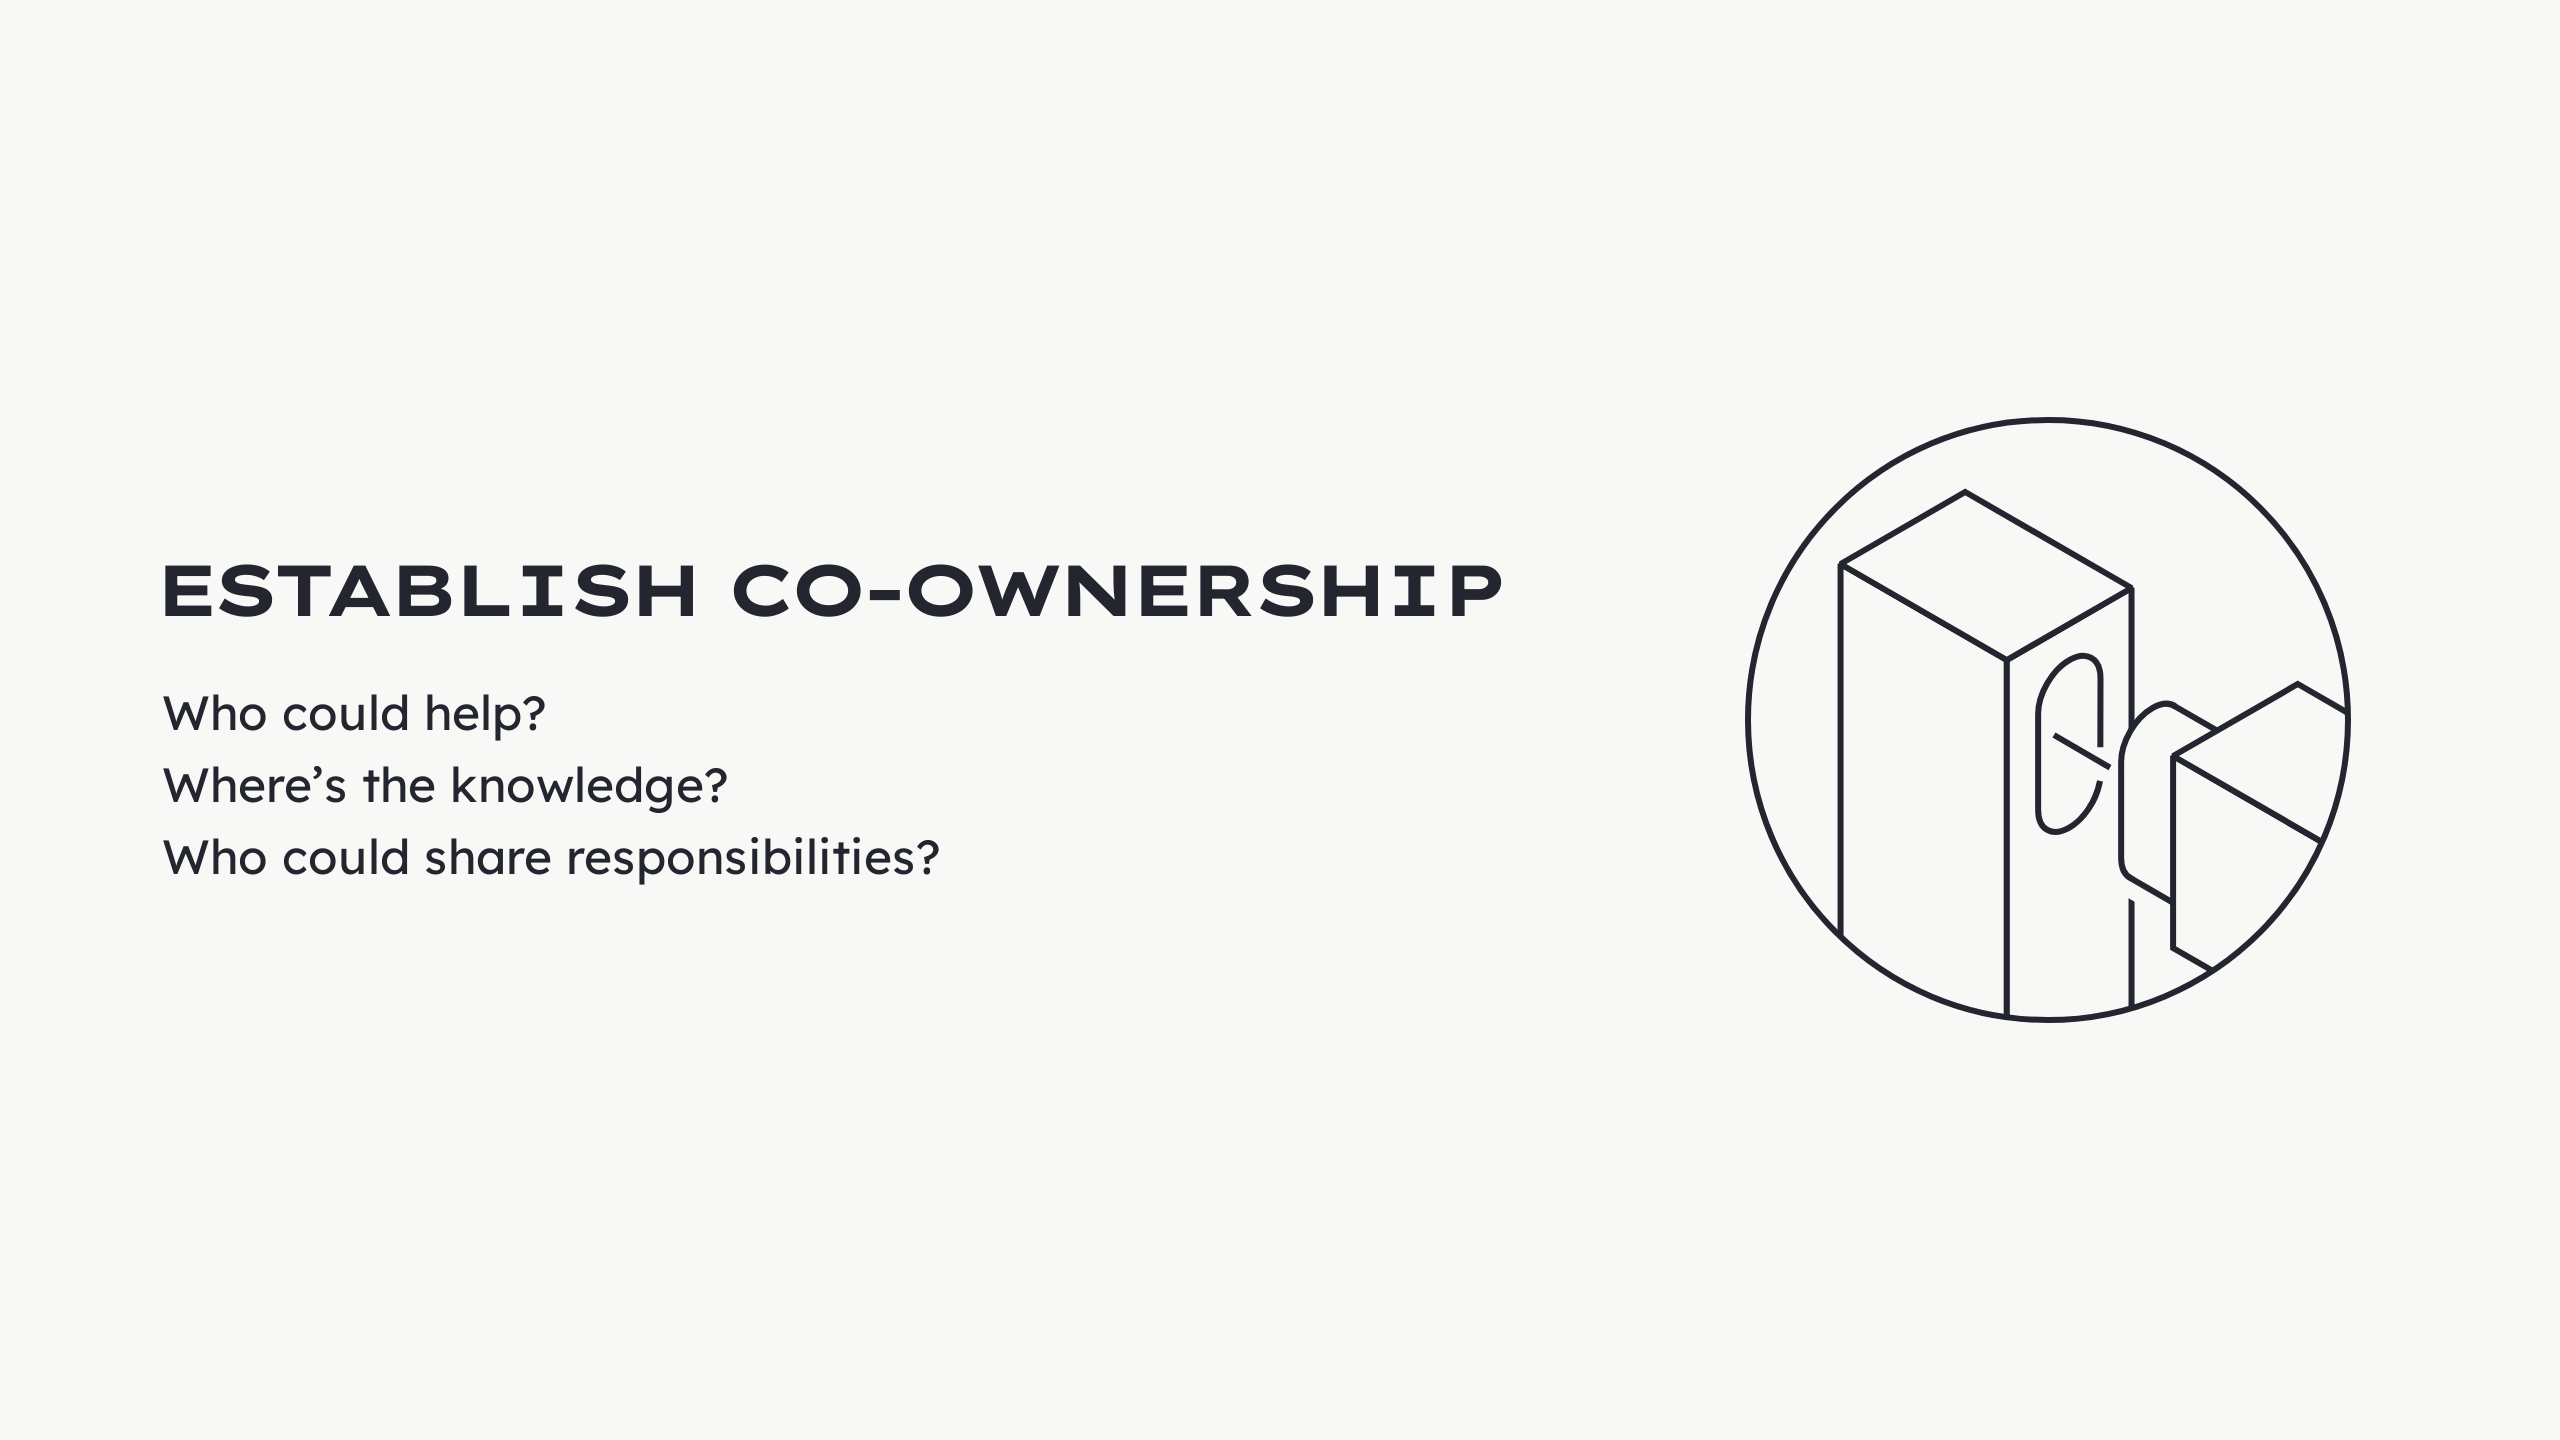 ESTABLISH CO-OWNERSHIP
Who could help?
Where’s the knowledge?
Who could share responsibilities?